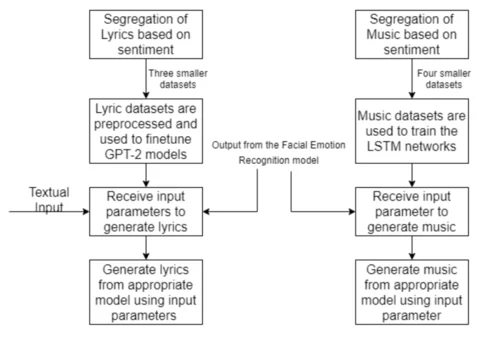 Segregation of
Lyrics based on
sentiment
Segregation of
Music based on
sentiment
Three smaller
datasets
Four smaller
datasets
Lyric datasets are
preprocessed and
used to finetune
GPT-2 models
Music datasets are
used to train the
LSTM networks
Output from the Facial Emotion
Recognition model
Textual
Input
Receive input
parameters to
generate lyrics
Receive input
parameter to
generate music
Generate lyrics
from appropriate
model using input
parameters
Generate music
from appropriate
model using input
parameter